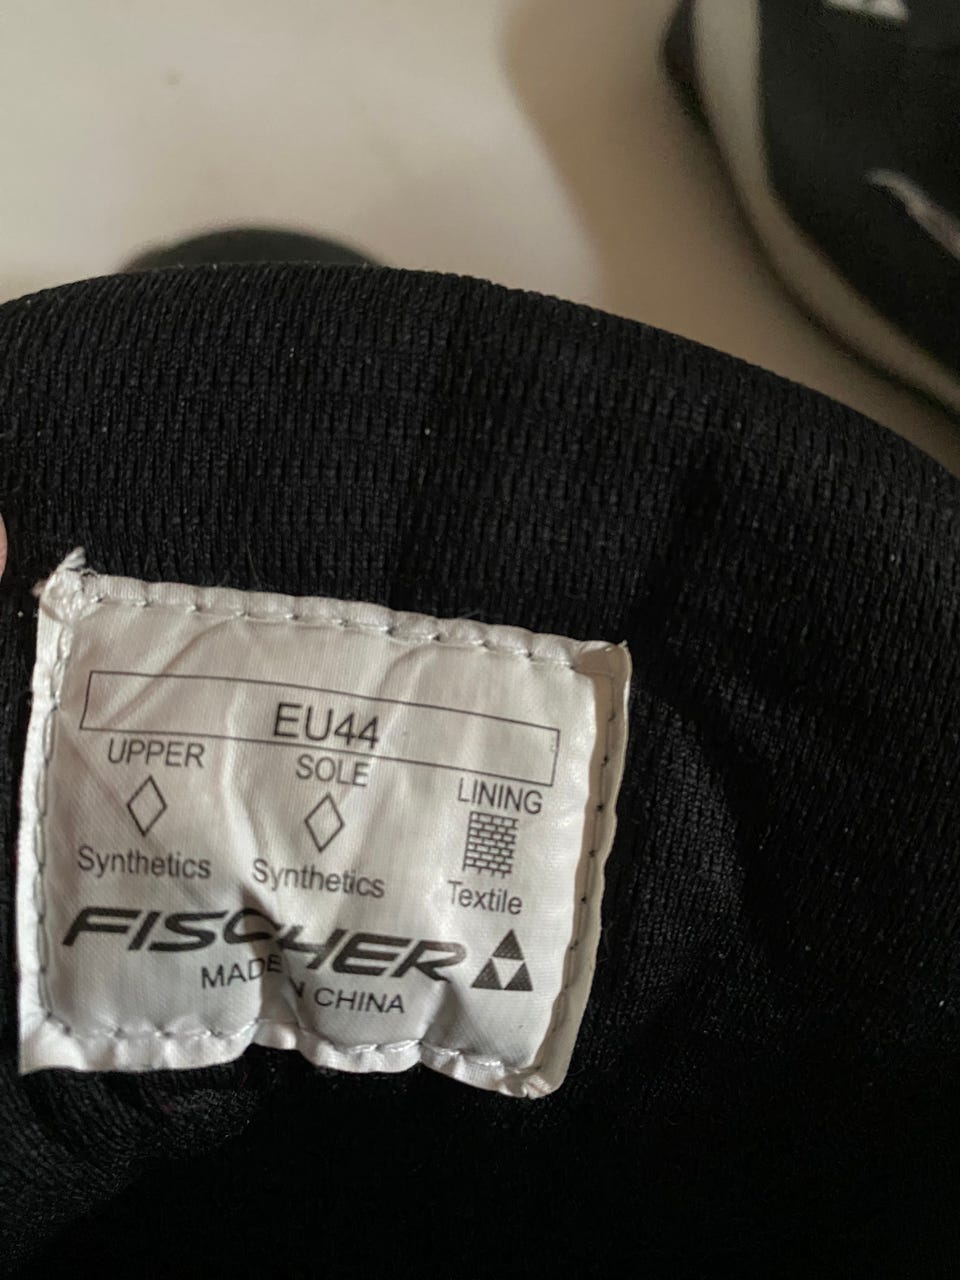 EU44
UPPER
SOLE
LINING
Synthetics
Synthetics
Textile
FISCHER
MADE IN CHINA